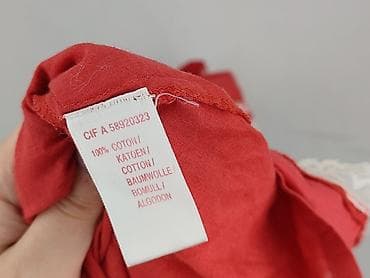 CIF A 58920323
100% COTON/
KATOEN/
COTTON/
BAUMWOLLE
BOMULL/
ALGODON